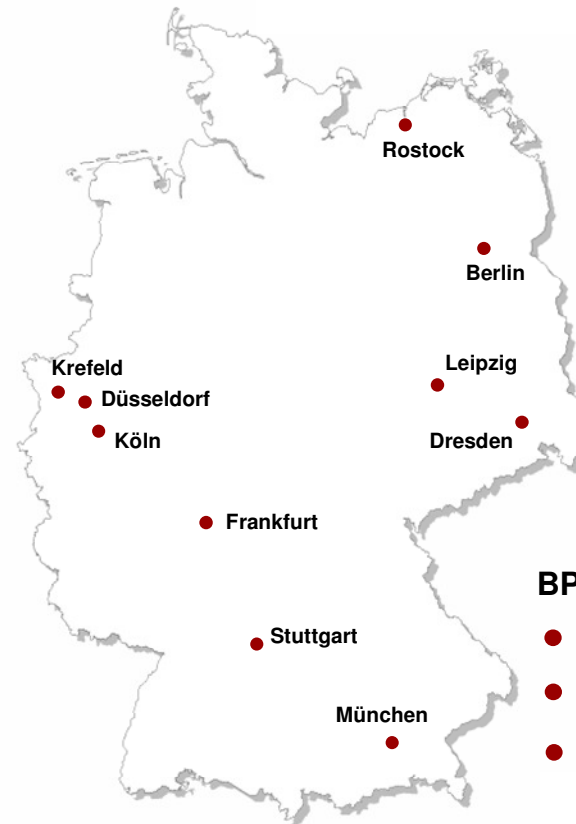 Rostock
Berlin
Krefeld
Leipzig
Düsseldorf
Köln
Dresden
Frankfurt
BP
Stuttgart
München